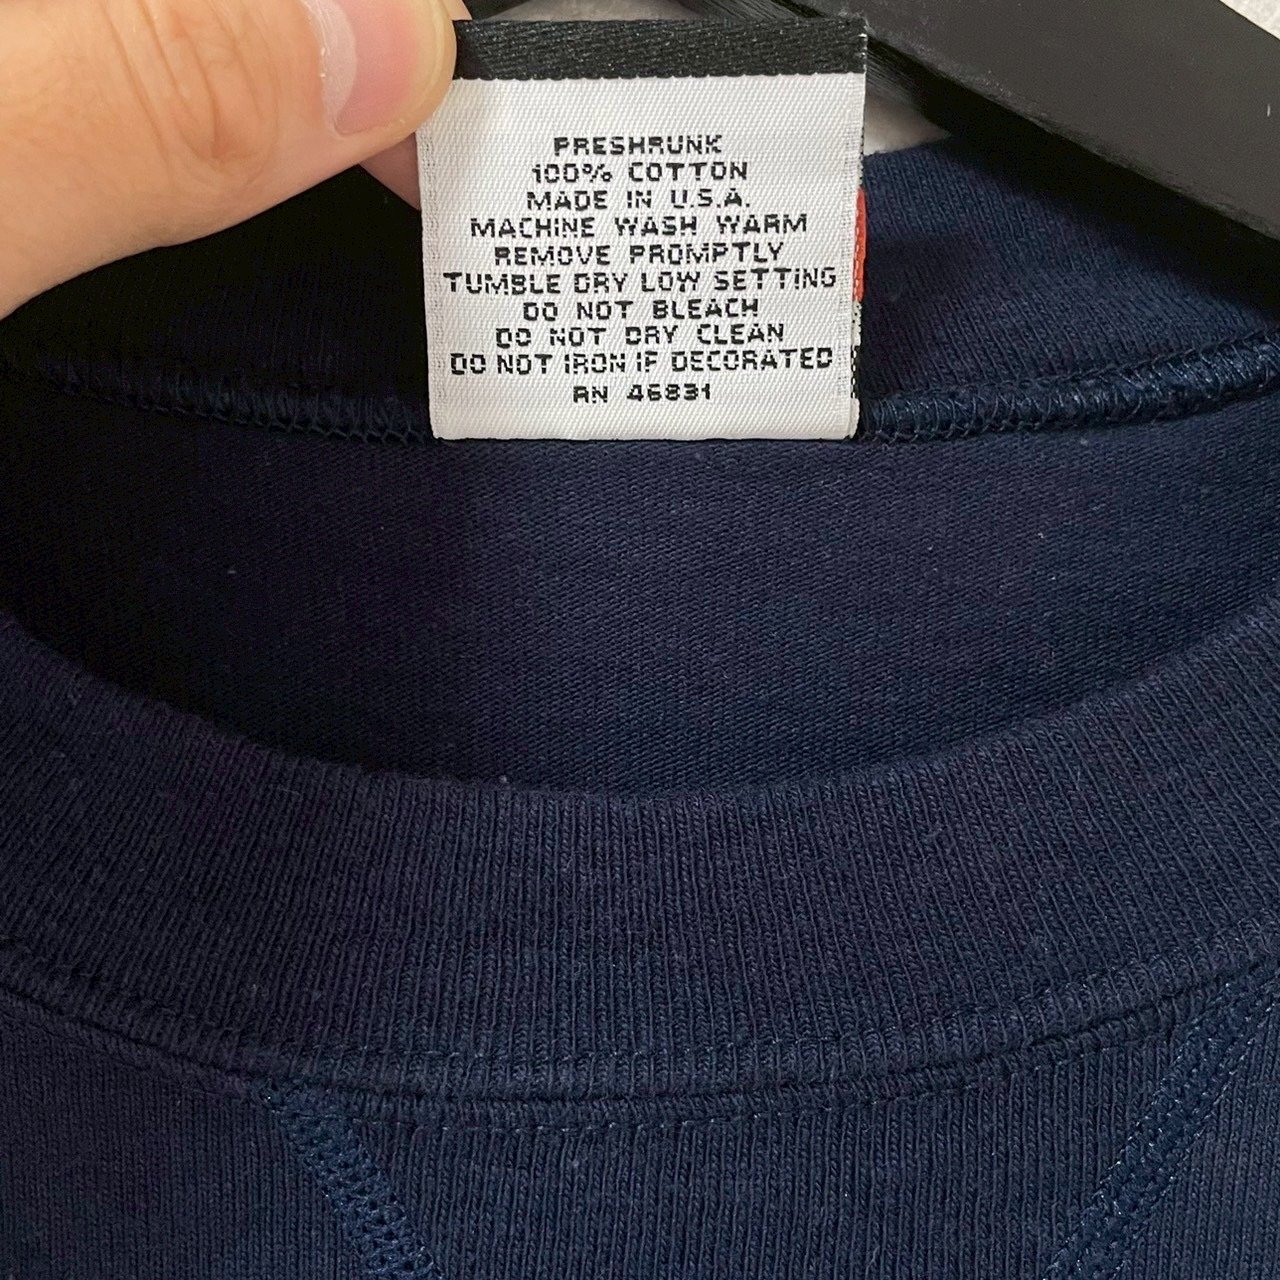 PRESHRUNK
100% COTTON
MADE IN U.S.A.
MACHINE WASH WARM
REMOVE PROMPTLY
TUMBLE DRY LOW SETTING
DO NOT BLEACH
DO NOT DRY CLEAN
DO NOT IRON IF DECORATED
RN 46831